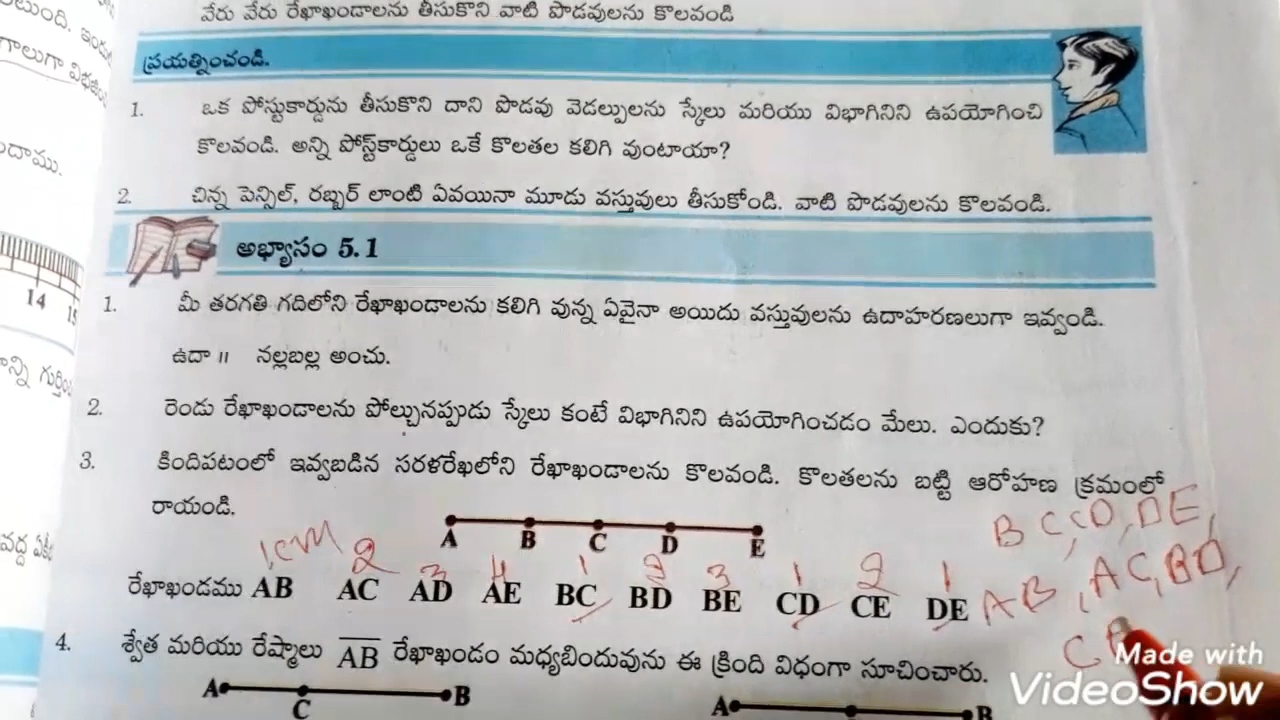 వేరు వేరు రేఖాఖండాలను తీసుకొని వాటి పొడవులను కొలవండి
ప్రయత్నించండి.
1. ఒక పోస్టుకార్డును తీసుకొని దాని పొడవు వెడల్పులను స్కేలు మరియు విభాగినిని ఉపయోగించి
కొలవండి. అన్ని పోస్ట్‌కార్డులు ఒకే కొలతల కలిగి వుంటాయా?
2. చిన్న పెన్సిల్, రబ్బర్ లాంటి ఏవయినా మూడు వస్తువులు తీసుకోండి. వాటి పొడవులను కొలవండి.
అభ్యాసం 5.1
1. మీ తరగతి గదిలోని రేఖాఖండాలను కలిగి వున్న ఏవైనా అయిదు వస్తువులను ఉదాహరణలుగా ఇవ్వండి.
ఉదా॥ నల్లబల్ల అంచు.
2. రెండు రేఖాఖండాలను పోల్చునప్పుడు స్కేలు కంటే విభాగినిని ఉపయోగించడం మేలు. ఎందుకు?
3. కిందిపటంలో ఇవ్వబడిన సరళరేఖలోని రేఖాఖండాలను కొలవండి. కొలతలను బట్టి ఆరోహణ క్రమంలో
రాయండి.
A B C D E
1cm 2 3 4 1 2 3 1 2 1
రేఖాఖండము AB AC AD AE BC BD BE CD CE DE
BC, CD, DE,
AB, AC, BD,
C
4. శ్వేత మరియు రేష్మాలు AB రేఖాఖండం మధ్యబిందువును ఈ క్రింది విధంగా సూచించారు.
A C B
A B
14 15
Made with
VideoShow